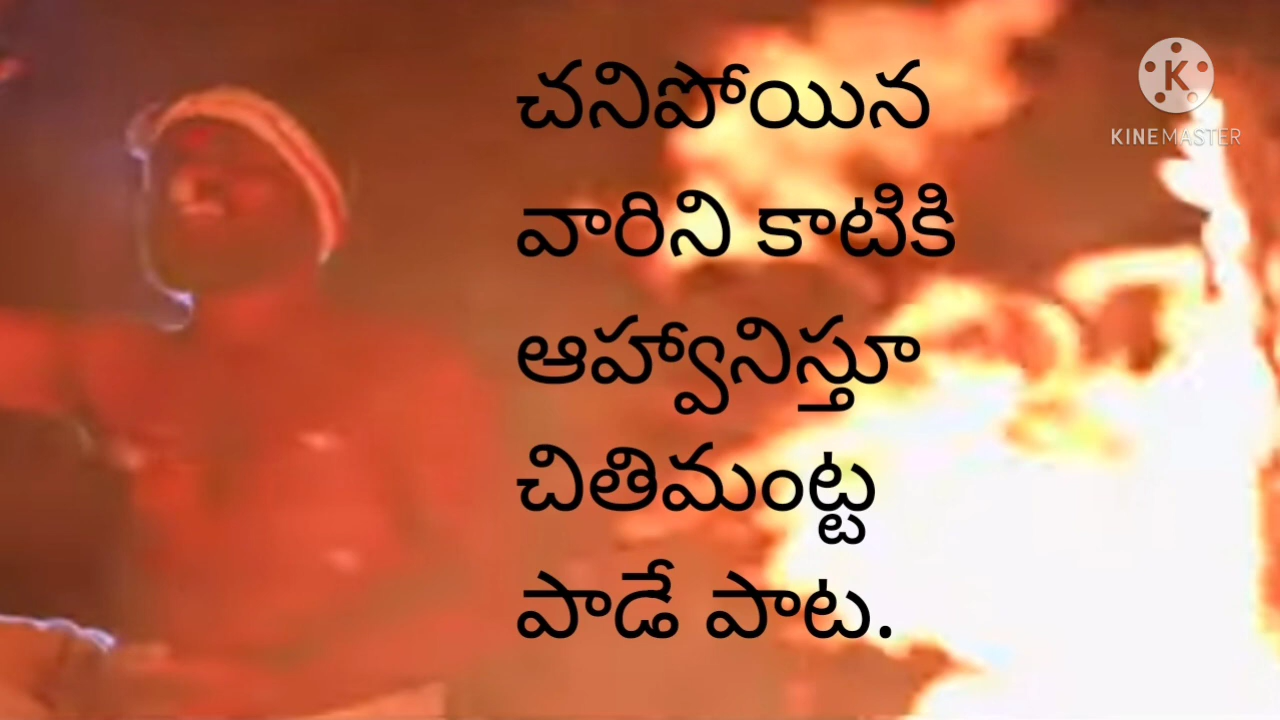 చనిపోయిన
వారిని కాటికి
ఆహ్వానిస్తూ
చితిమంట్ట
పాడే పాట.
K
KINEMASTER